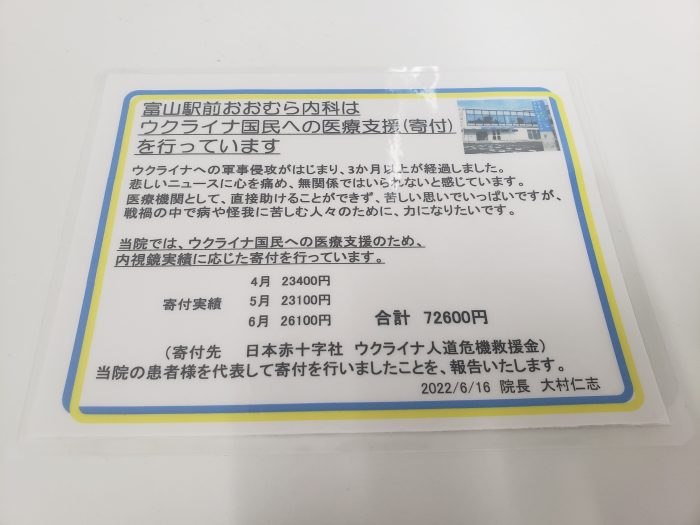 富山駅前おおむら内科は
ウクライナ国民への医療支援(寄付)
を行っています
ウクライナへの軍事侵攻がはじまり、3か月以上が経過しました。
悲しいニュースに心を痛め、無関係ではいられないと感じています。
医療機関として、直接助けることができず、苦しい思いでいっぱいですが、
戦禍の中で病や怪我に苦しむ人々のために、力になりたいです。
当院では、ウクライナ国民への医療支援のため、
内視鏡実績に応じた寄付を行っています。
4月 23400円
寄付実績 5月 23100円
6月 26100円 合計 72600円
(寄付先 日本赤十字社 ウクライナ人道危機救援金)
当院の患者様を代表して寄付を行いましたことを、報告いたします。
2022/6/16 院長 大村仁志